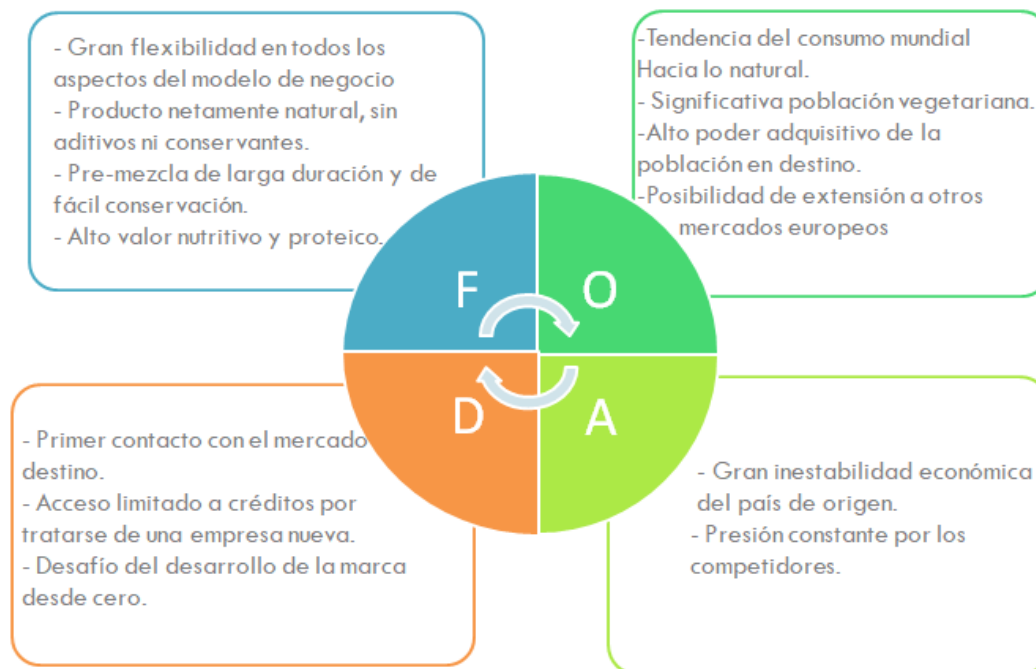 - Gran flexibilidad en todos los
aspectos del modelo de negocio
- Producto netamente natural, sin
aditivos ni conservantes.
- Pre-mezcla de larga duración y de
fácil conservación.
- Alto valor nutritivo y proteico.
-Tendencia del consumo mundial
Hacia lo natural.
- Significativa población vegetariana.
-Alto poder adquisitivo de la
población en destino.
-Posibilidad de extensión a otros
mercados europeos
F
O
D
A
- Primer contacto con el mercado
destino.
- Acceso limitado a créditos por
tratarse de una empresa nueva.
- Desafío del desarrollo de la marca
desde cero.
- Gran inestabilidad económica
del país de origen.
- Presión constante por los
competidores.